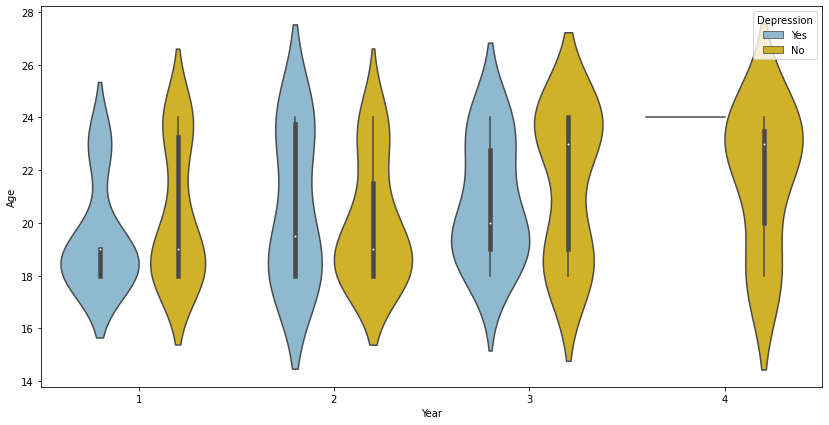 28
26
24
22
20
18
16
14
Age
1
2
3
4
Year
Depression
Yes
No